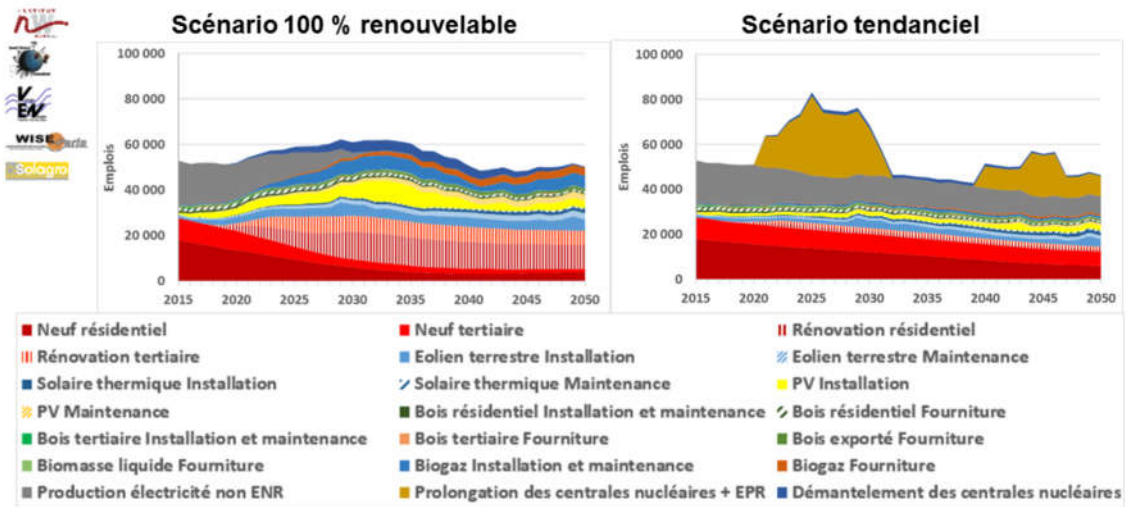 Scénario 100 % renouvelable
Scénario tendanciel
WISE
Paris
Solagro
Emplois
100 000
80 000
60 000
40 000
20 000
0
2015 2020 2025 2030 2035 2040 2045 2050
Emplois
100 000
80 000
60 000
40 000
20 000
0
2015 2020 2025 2030 2035 2040 2045 2050
Neuf résidentiel
Neuf tertiaire
Rénovation résidentiel
Rénovation tertiaire
Eolien terrestre Installation
Eolien terrestre Maintenance
Solaire thermique Installation
Solaire thermique Maintenance
PV Installation
PV Maintenance
Bois résidentiel Installation et maintenance
Bois résidentiel Fourniture
Bois tertiaire Installation et maintenance
Bois tertiaire Fourniture
Bois exporté Fourniture
Biomasse liquide Fourniture
Biogaz Installation et maintenance
Biogaz Fourniture
Production électricité non ENR
Prolongation des centrales nucléaires + EPR
Démantelement des centrales nucléaires